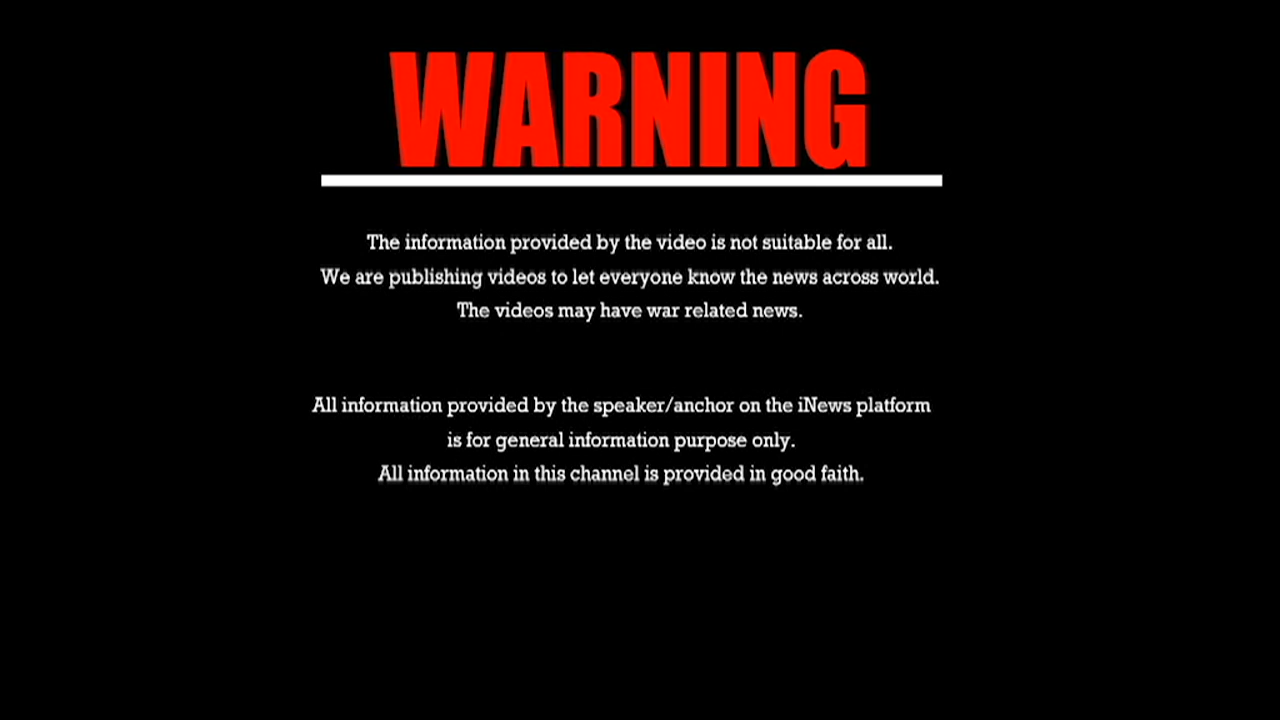 WARNING
The information provided by the video is not suitable for all.
We are publishing videos to let everyone know the news across world.
The videos may have war related news.
All information provided by the speaker/anchor on the iNews platform
is for general information purpose only.
All information in this channel is provided in good faith.